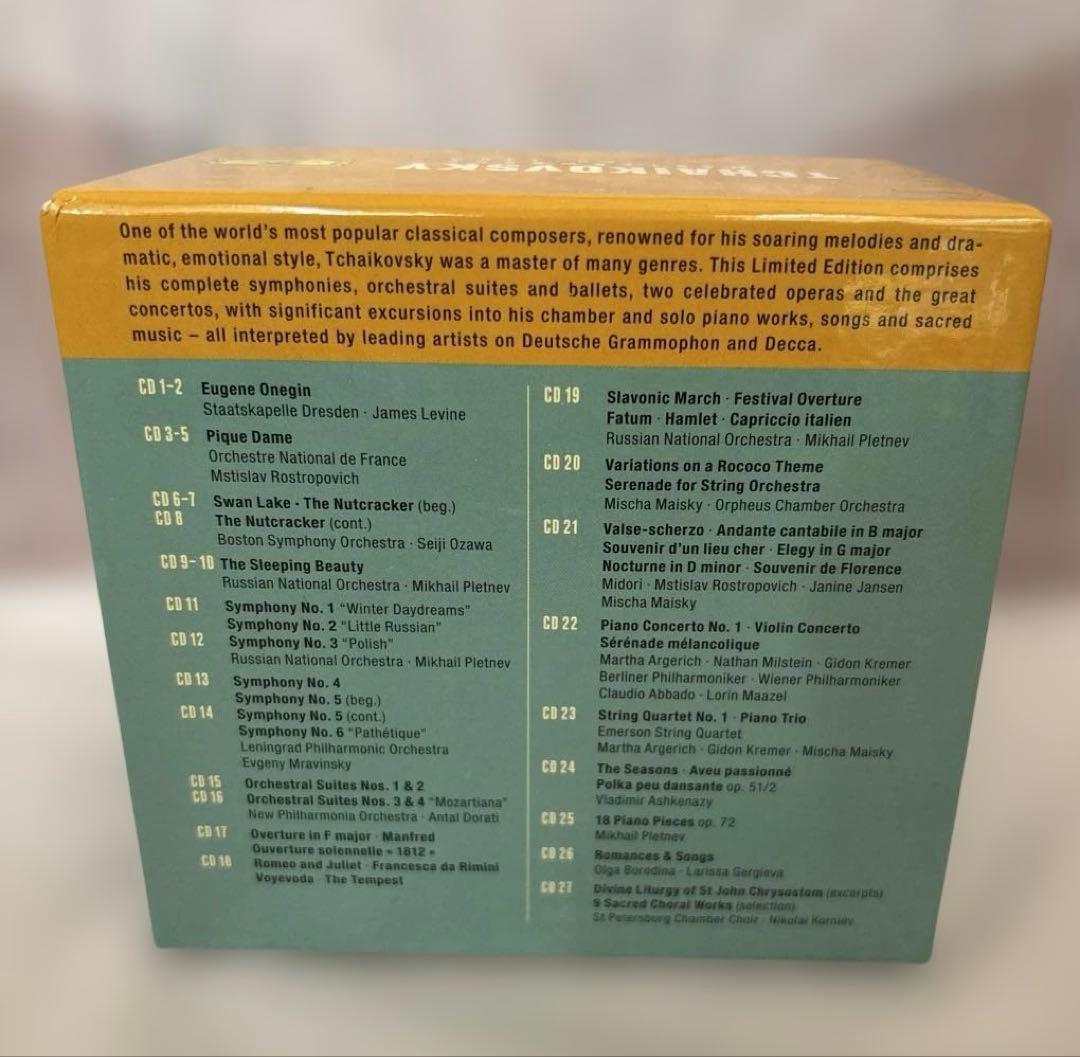 TCHAIKOVSKY
One of the world's most popular classical composers, renowned for his soaring melodies and dra-
matic, emotional style, Tchaikovsky was a master of many genres. This Limited Edition comprises
his complete symphonies, orchestral suites and ballets, two celebrated operas and the great
concertos, with significant excursions into his chamber and solo piano works, songs and sacred
music – all interpreted by leading artists on Deutsche Grammophon and Decca.
CD 1–2 Eugene Onegin
Staatskapelle Dresden · James Levine
CD 3–5 Pique Dame
Orchestre National de France
Mstislav Rostropovich
CD 6–7 Swan Lake · The Nutcracker (beg.)
CD 8 The Nutcracker (cont.)
Boston Symphony Orchestra · Seiji Ozawa
CD 9–10 The Sleeping Beauty
Russian National Orchestra · Mikhail Pletnev
CD 11 Symphony No. 1 “Winter Daydreams”
Symphony No. 2 “Little Russian”
CD 12 Symphony No. 3 “Polish”
Russian National Orchestra · Mikhail Pletnev
CD 13 Symphony No. 4
Symphony No. 5 (beg.)
CD 14 Symphony No. 5 (cont.)
Symphony No. 6 “Pathétique”
Leningrad Philharmonic Orchestra
Evgeny Mravinsky
CD 15 Orchestral Suites Nos. 1 & 2
CD 16 Orchestral Suites Nos. 3 & 4 “Mozartiana”
New Philharmonia Orchestra · Antal Dorati
CD 17 Overture in F major · Manfred
Ouverture solennelle « 1812 »
CD 18 Romeo and Juliet · Francesca da Rimini
Voyevoda · The Tempest
CD 19 Slavonic March · Festival Overture
Fatum · Hamlet · Capriccio italien
Russian National Orchestra · Mikhail Pletnev
CD 20 Variations on a Rococo Theme
Serenade for String Orchestra
Mischa Maisky · Orpheus Chamber Orchestra
CD 21 Valse-scherzo · Andante cantabile in B major
Souvenir d'un lieu cher · Elegy in G major
Nocturne in D minor · Souvenir de Florence
Midori · Mstislav Rostropovich · Janine Jansen
Mischa Maisky
CD 22 Piano Concerto No. 1 · Violin Concerto
Sérénade mélancolique
Martha Argerich · Nathan Milstein · Gidon Kremer
Berliner Philharmoniker · Wiener Philharmoniker
Claudio Abbado · Lorin Maazel
CD 23 String Quartet No. 1 · Piano Trio
Emerson String Quartet
Martha Argerich · Gidon Kremer · Mischa Maisky
CD 24 The Seasons · Aveu passionné
Polka peu dansante op. 51/2
Vladimir Ashkenazy
CD 25 18 Piano Pieces op. 72
Mikhail Pletnev
CD 26 Romances & Songs
Olga Borodina · Larissa Gergieva
CD 27 Divine Liturgy of St John Chrysostom (excerpts)
9 Sacred Choral Works (selection)
St Petersburg Chamber Choir · Nikolai Korniev